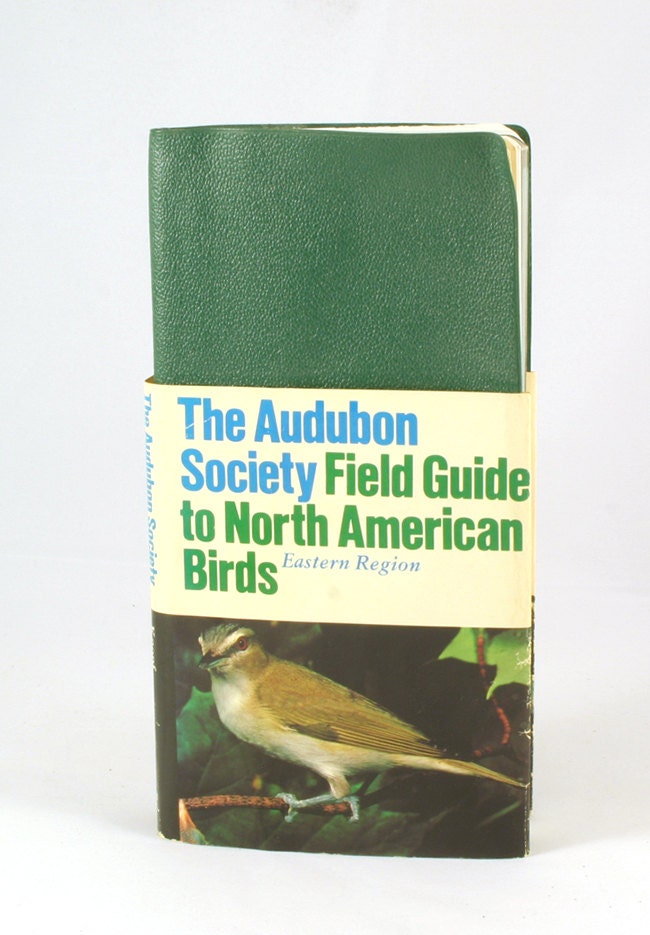 The Audubon
Society Field Guide
to North American
Birds Eastern Region
The Audubon Society